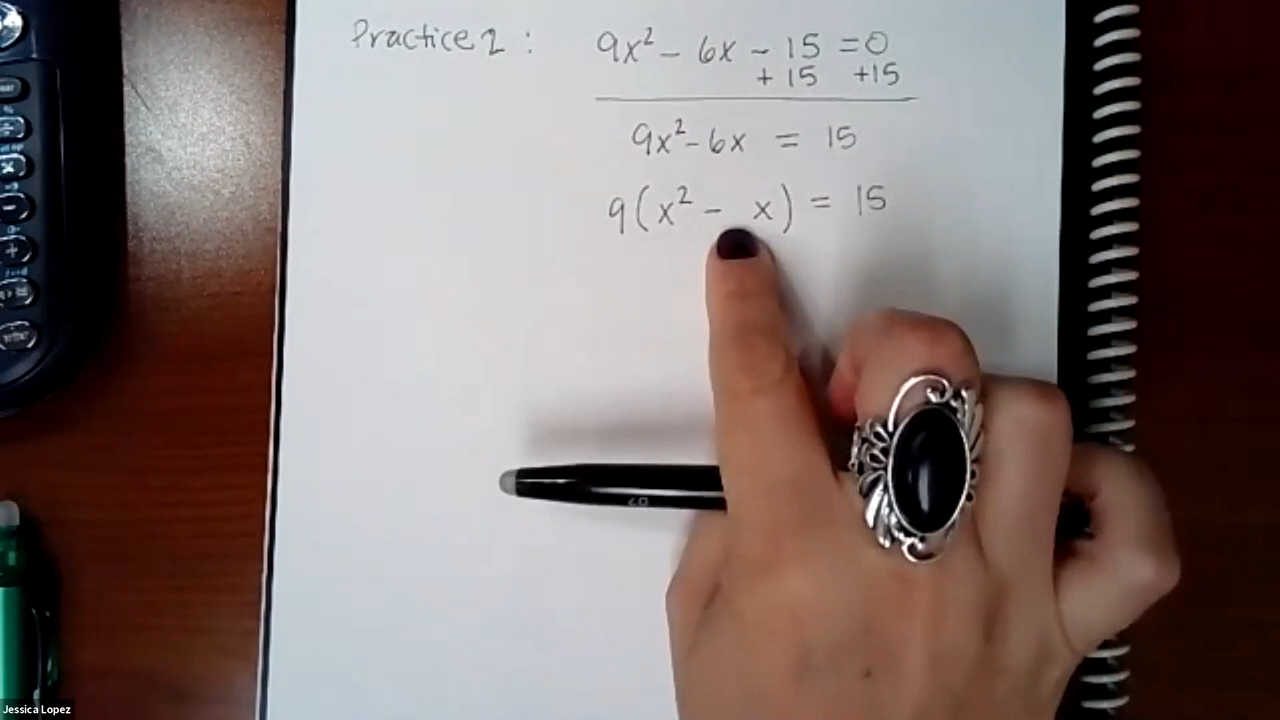 Practice 2 : 9x² - 6x - 15 = 0
+ 15 +15
9x² - 6x = 15
9(x² -  x) = 15
Jessica Lopez